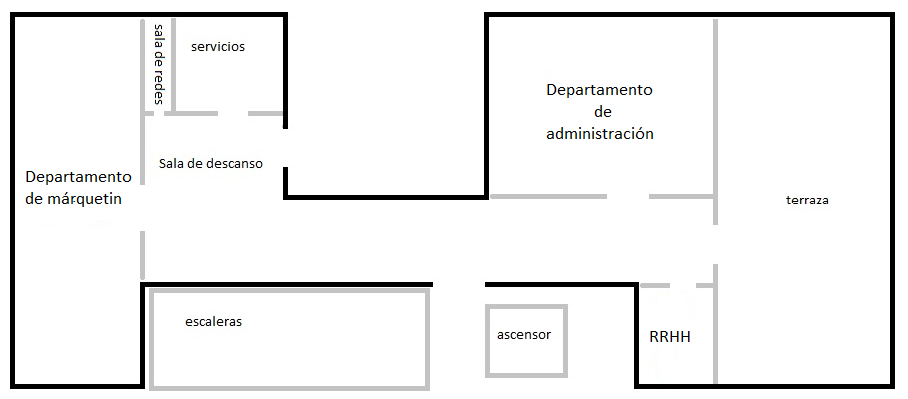 sala de redes
servicios
Departamento
de
administración
Sala de descanso
Departamento
de márquetin
terraza
escaleras
ascensor
RRHH